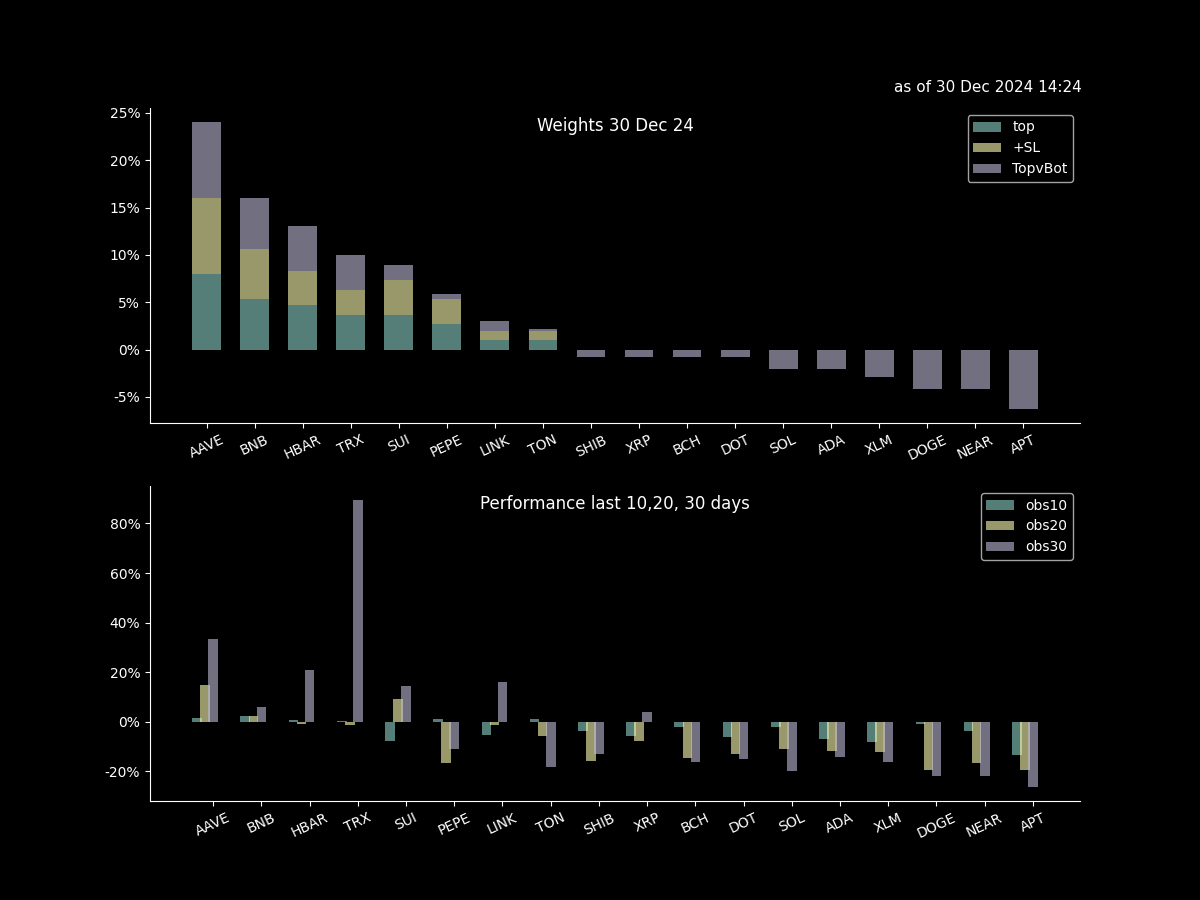 as of 30 Dec 2024 14:24
Weights 30 Dec 24
top
+SL
TopvBot
25%
20%
15%
10%
5%
0%
-5%
AAVE BNB HBAR TRX SUI PEPE LINK TON SHIB XRP BCH DOT SOL ADA XLM DOGE NEAR APT
Performance last 10,20, 30 days
obs10
obs20
obs30
80%
60%
40%
20%
0%
-20%
AAVE BNB HBAR TRX SUI PEPE LINK TON SHIB XRP BCH DOT SOL ADA XLM DOGE NEAR APT